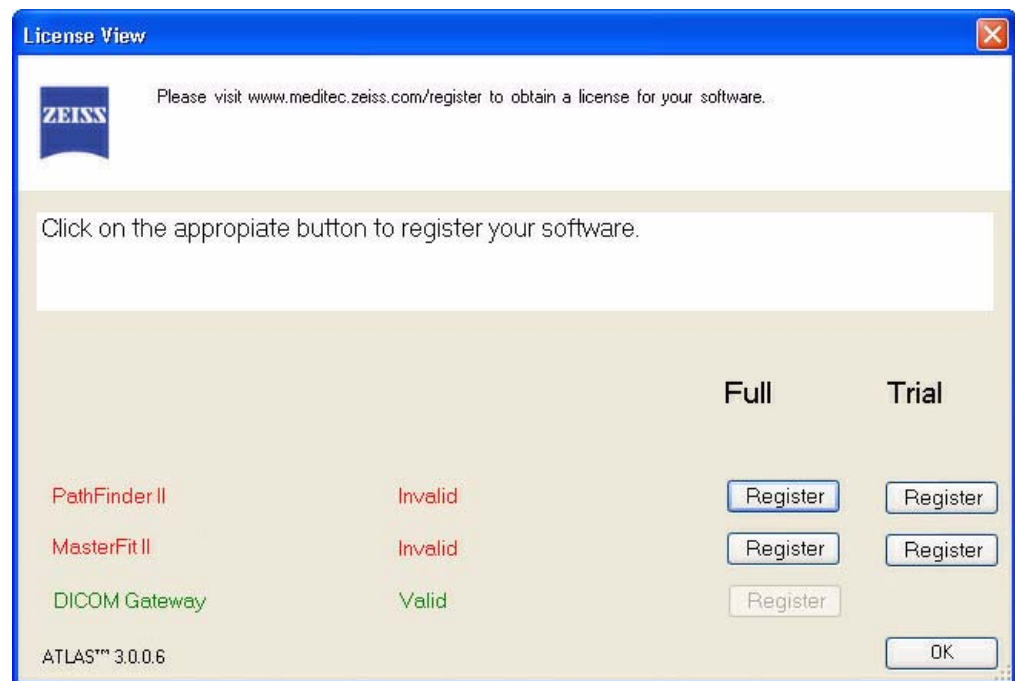 License View
ZEISS
Please visit www.meditec.zeiss.com/register to obtain a license for your software.
Click on the appropiate button to register your software.
Full Trial
PathFinder II Invalid Register Register
MasterFit II Invalid Register Register
DICOM Gateway Valid Register
ATLAS™ 3.0.0.6 OK